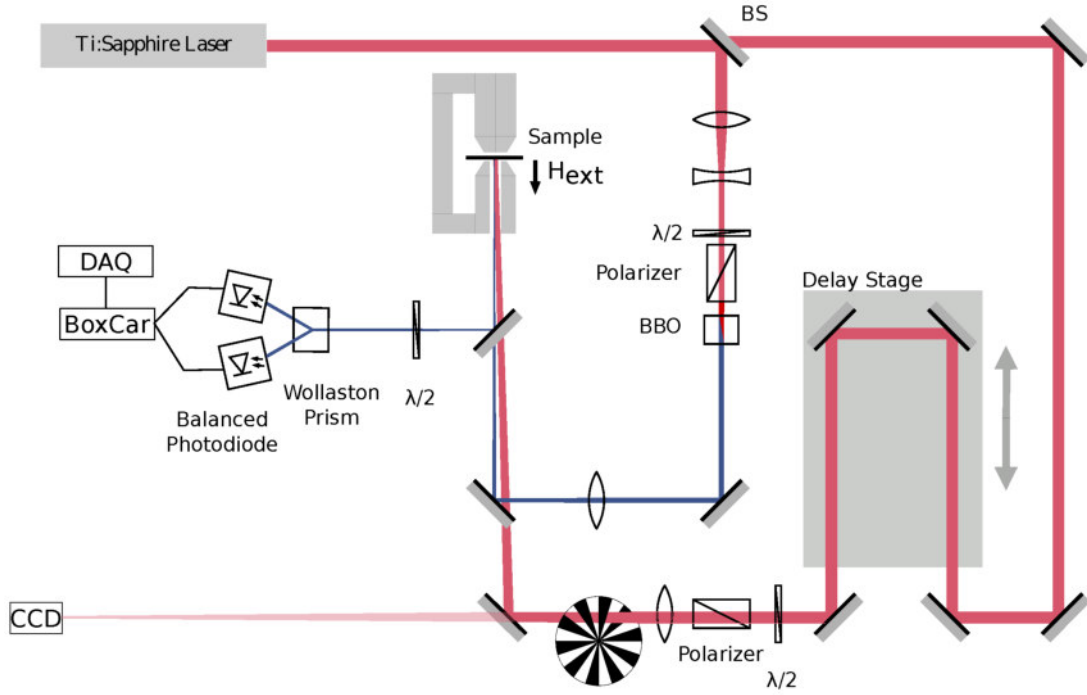 BS
Ti:Sapphire Laser
Sample
Hext
λ/2
Polarizer
DAQ
Delay Stage
BoxCar
BBO
λ/2
Wollaston
Prism
Balanced
Photodiode
CCD
Polarizer
λ/2